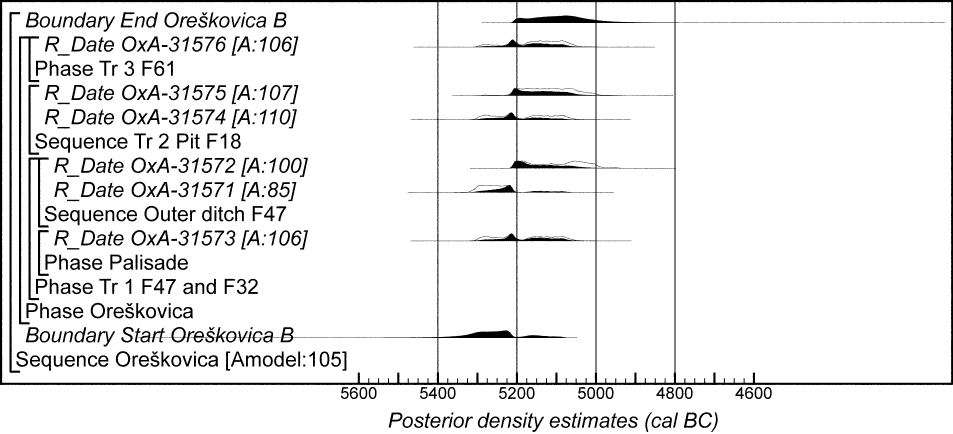 Boundary End Oreškovica B
R_Date OxA-31576 [A:106]
Phase Tr 3 F61
R_Date OxA-31575 [A:107]
R_Date OxA-31574 [A:110]
Sequence Tr 2 Pit F18
R_Date OxA-31572 [A:100]
R_Date OxA-31571 [A:85]
Sequence Outer ditch F47
R_Date OxA-31573 [A:106]
Phase Palisade
Phase Tr 1 F47 and F32
Phase Oreškovica
Boundary Start Oreškovica B
Sequence Oreškovica [Amodel:105]
5600 5400 5200 5000 4800 4600
Posterior density estimates (cal BC)